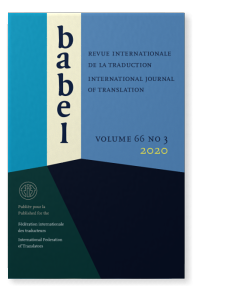 babel
REVUE INTERNATIONALE
DE LA TRADUCTION
INTERNATIONAL JOURNAL
OF TRANSLATION
VOLUME 66 NO 3
2020
Publiée pour la
Published for the
Fédération internationale
des traducteurs
International Federation
of Translators